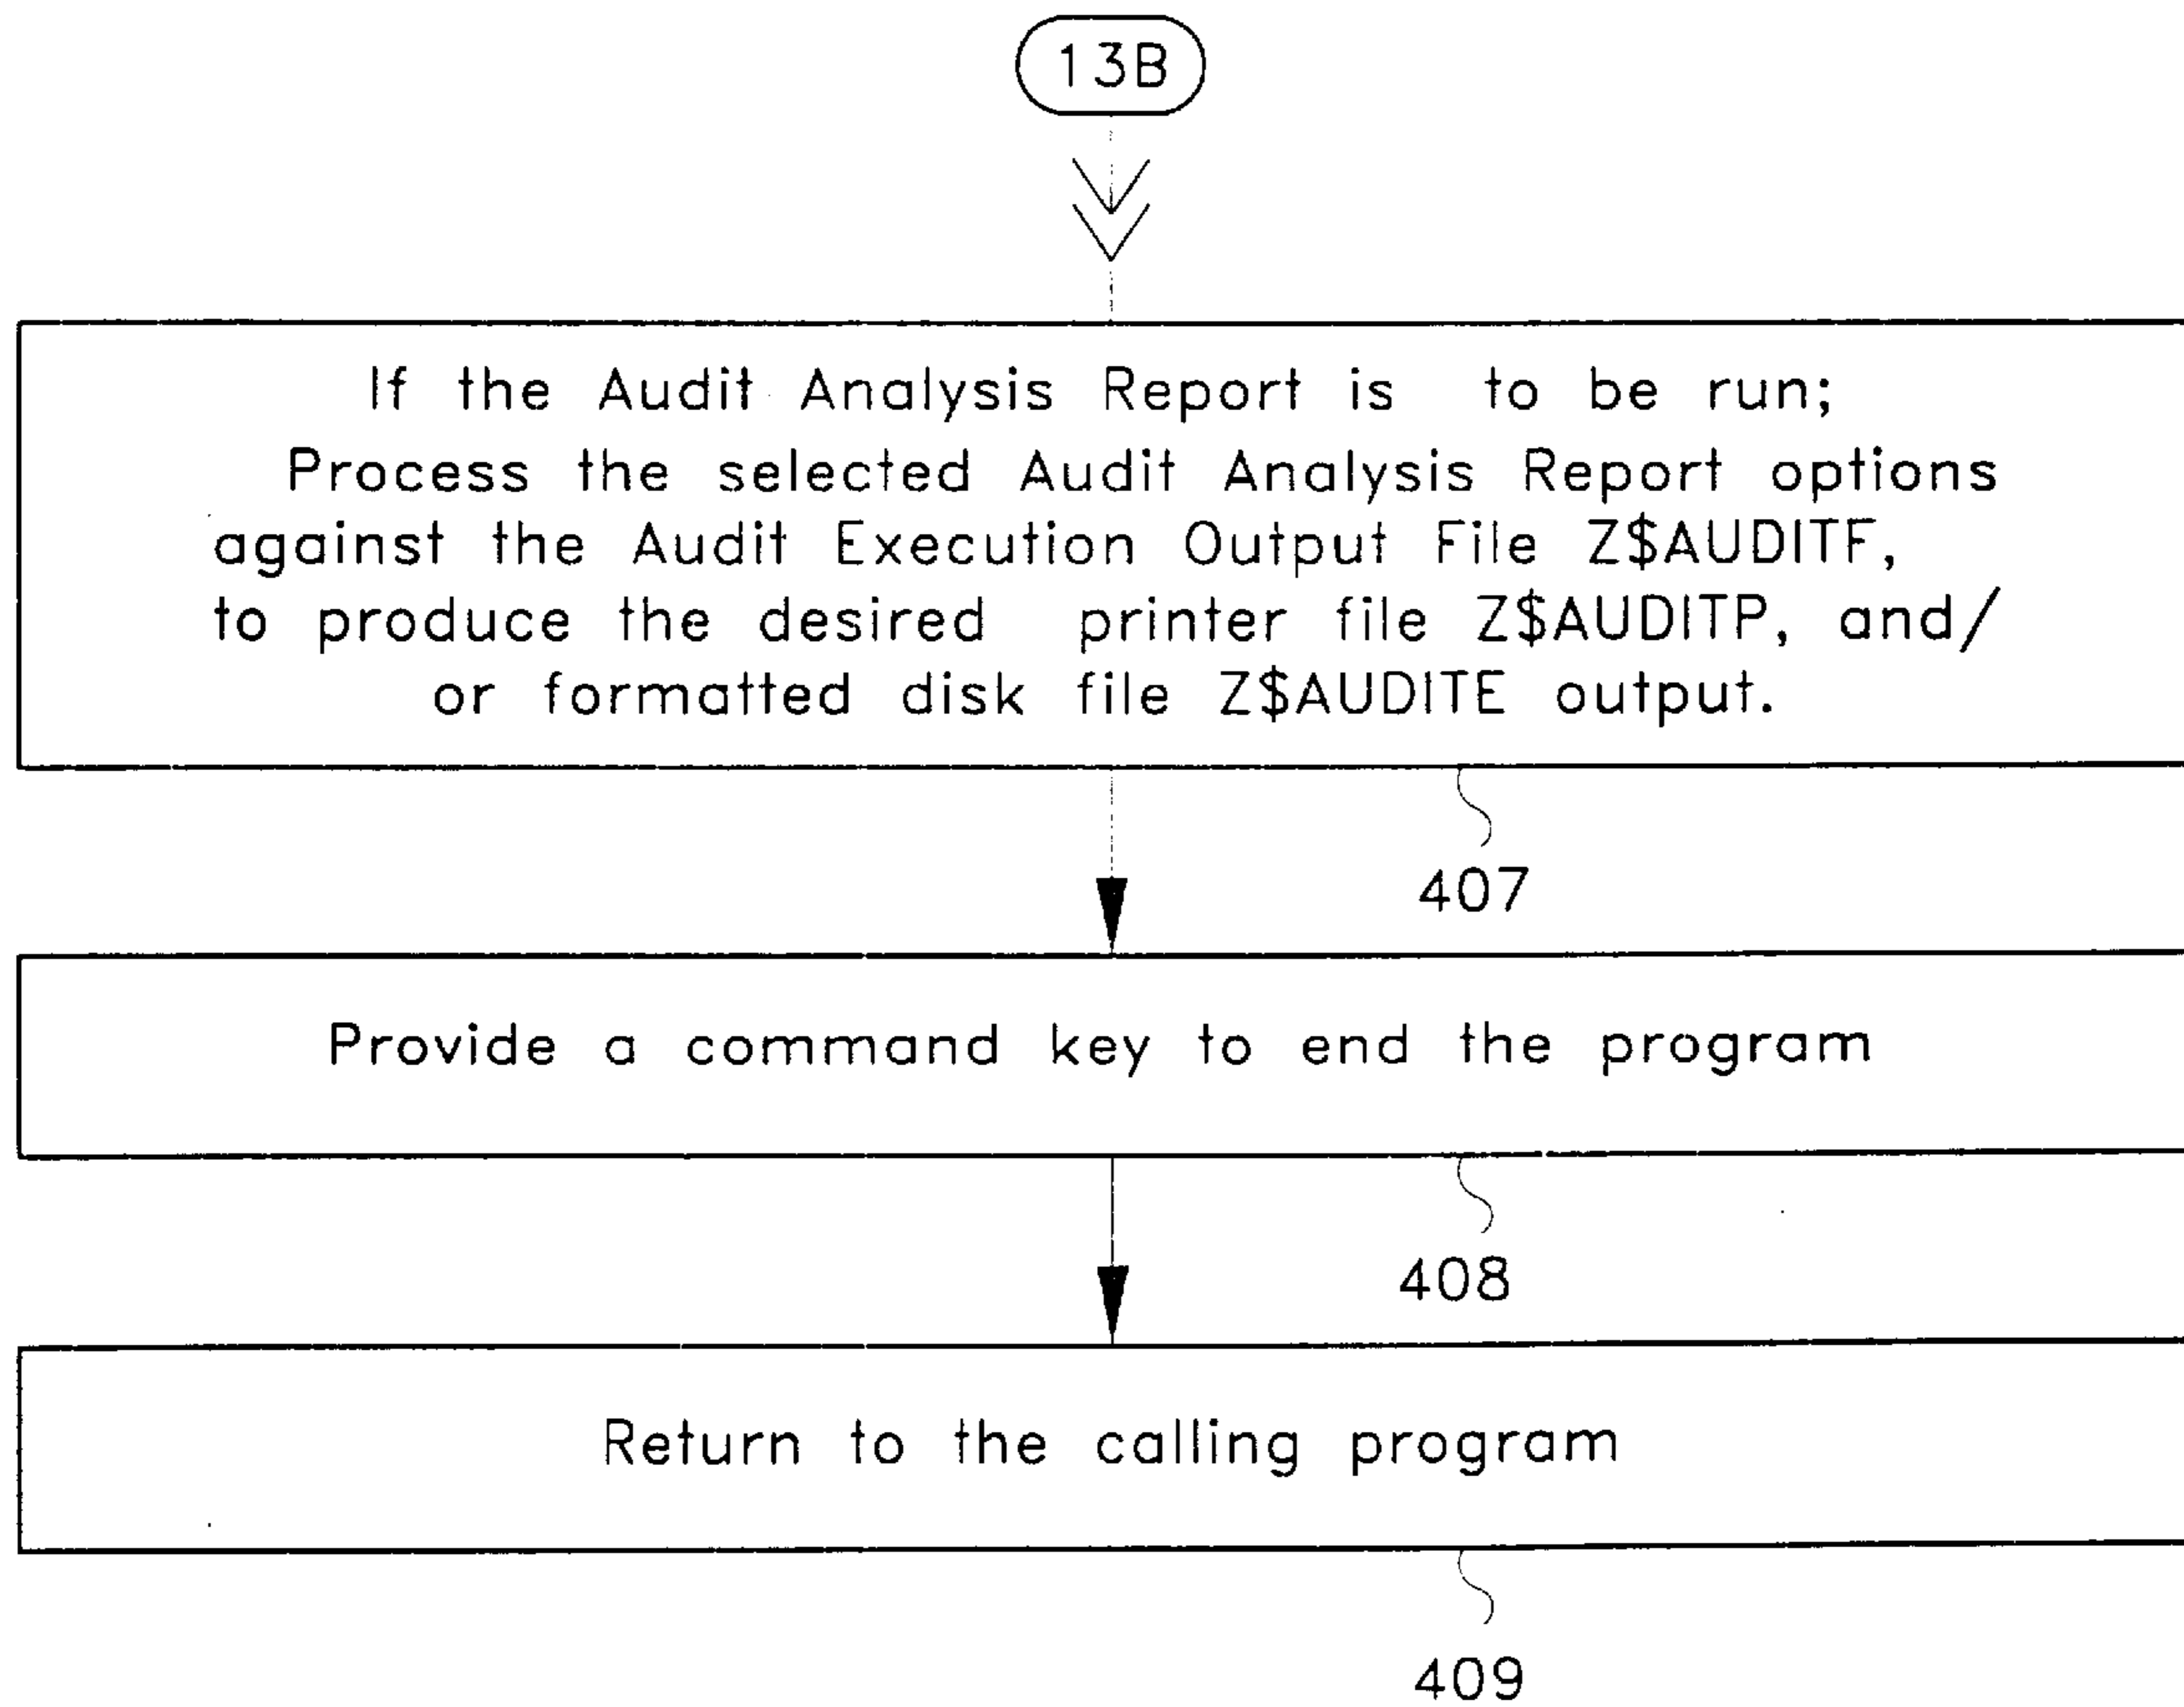 13B
If the Audit Analysis Report is to be run;
Process the selected Audit Analysis Report options
against the Audit Execution Output File Z$AUDITF,
to produce the desired printer file Z$AUDITP, and/
or formatted disk file Z$AUDITE output.
407
Provide a command key to end the program
408
Return to the calling program
409